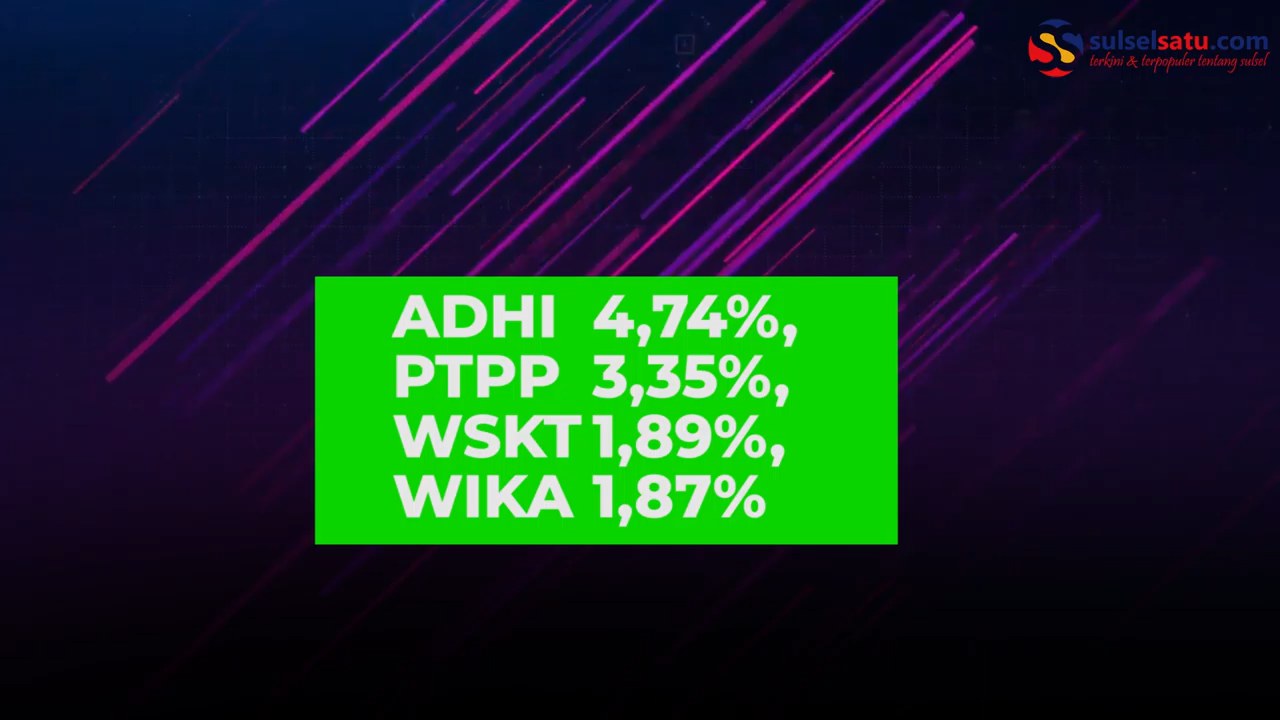 sulselsatu.com
terkini & terpopuler tentang sulsel
ADHI 4,74%,
PTPP 3,35%,
WSKT 1,89%,
WIKA 1,87%